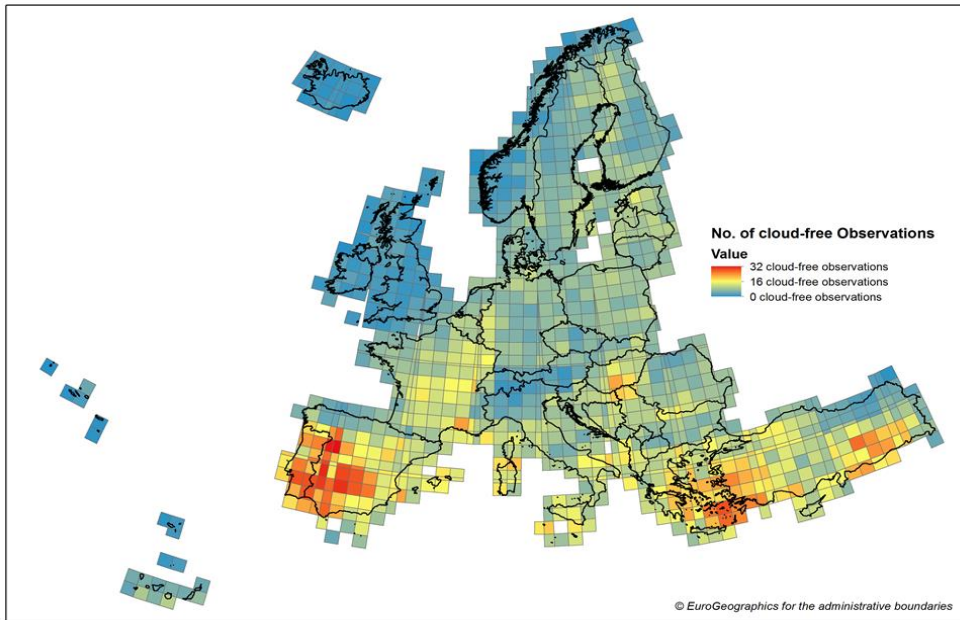 No. of cloud-free Observations
Value
32 cloud-free observations
16 cloud-free observations
0 cloud-free observations
© EuroGeographics for the administrative boundaries